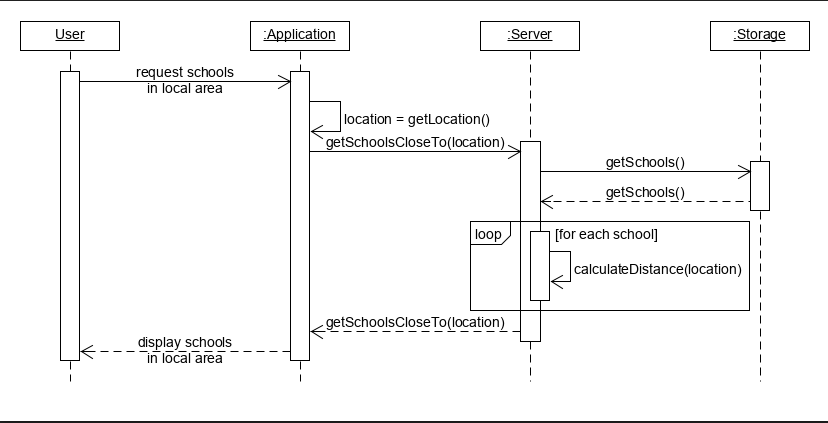 User
:Application
:Server
:Storage
request schools
in local area
location = getLocation()
getSchoolsCloseTo(location)
getSchools()
getSchools()
loop
[for each school]
calculateDistance(location)
getSchoolsCloseTo(location)
display schools
in local area